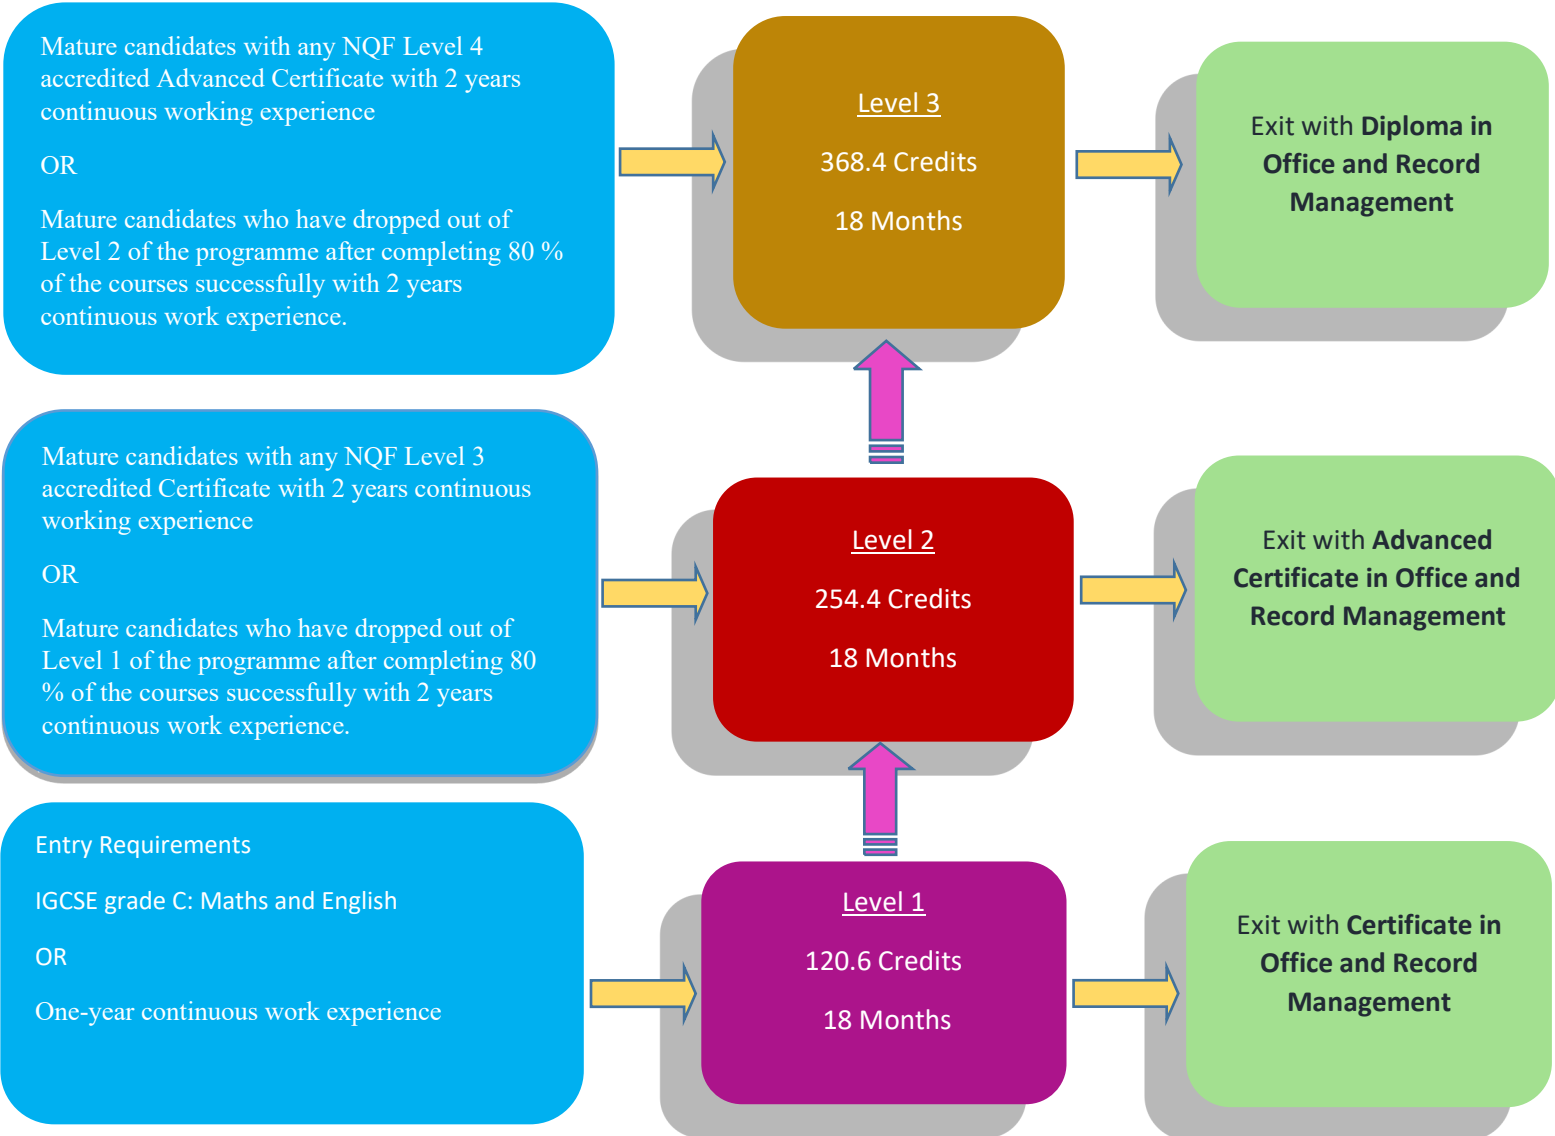 Mature candidates with any NQF Level 4
accredited Advanced Certificate with 2 years
continuous working experience
OR
Mature candidates who have dropped out of
Level 2 of the programme after completing 80 %
of the courses successfully with 2 years
continuous work experience.
Level 3
368.4 Credits
18 Months
Exit with Diploma in
Office and Record
Management
Mature candidates with any NQF Level 3
accredited Certificate with 2 years continuous
working experience
OR
Mature candidates who have dropped out of
Level 1 of the programme after completing 80
% of the courses successfully with 2 years
continuous work experience.
Level 2
254.4 Credits
18 Months
Exit with Advanced
Certificate in Office and
Record Management
Entry Requirements
IGCSE grade C: Maths and English
OR
One-year continuous work experience
Level 1
120.6 Credits
18 Months
Exit with Certificate in
Office and Record
Management